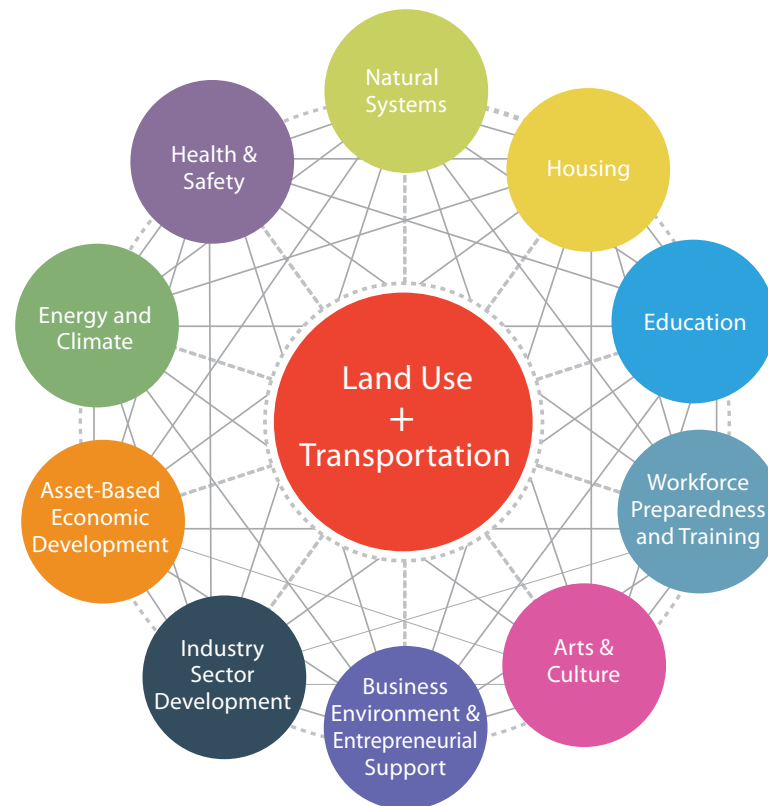 Natural
Systems
Housing
Education
Workforce
Preparedness
and Training
Arts &
Culture
Business
Environment &
Entrepreneurial
Support
Industry
Sector
Development
Asset-Based
Economic
Development
Energy and
Climate
Health &
Safety
Land Use
+
Transportation